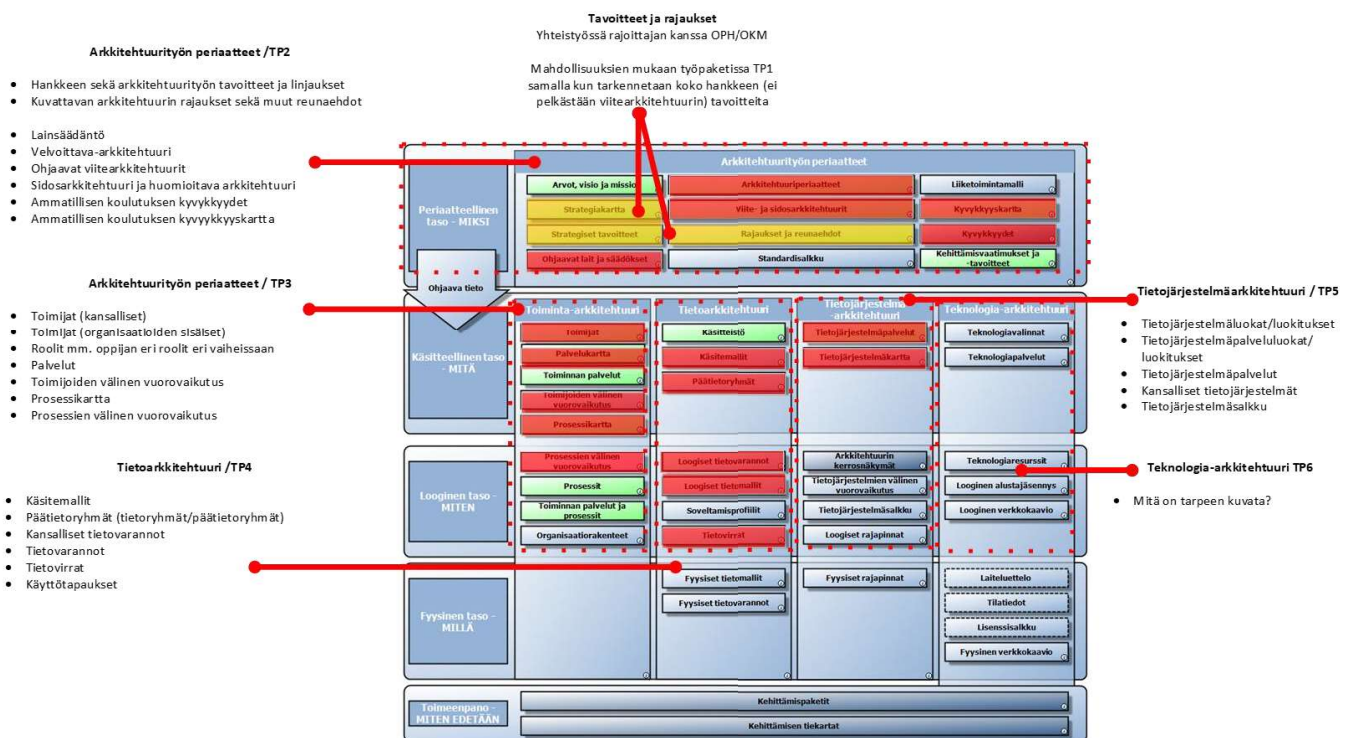 Tavoitteet ja rajaukset
Yhteistyössä rajoittajan kanssa OPH/OKM
Mahdollisuuksien mukaan työpaketissa TP1
samalla kun tarkennetaan koko hankkeen (ei
pelkästään viitearkkitehtuurin) tavoitteita
Arkkitehtuurityön periaatteet /TP2
• Hankkeen sekä arkkitehtuurityön tavoitteet ja linjaukset
• Kuvattavan arkkitehtuurin rajaukset sekä muut reunaehdot
• Lainsäädäntö
• Velvoittava-arkkitehtuuri
• Ohjaavat viitearkkitehtuurit
• Sidosarkkitehtuuri ja huomioitava arkkitehtuuri
• Ammatillisen koulutuksen kyvykkyydet
• Ammatillisen koulutuksen kyvyykkyyskartta
Arkkitehtuurityön periaatteet / TP3
• Toimijat (kansalliset)
• Toimijat (organisaatioiden sisäiset)
• Roolit mm. oppijan eri roolit eri vaiheissaan
• Palvelut
• Toimijoiden välinen vuorovaikutus
• Prosessikartta
• Prosessien välinen vuorovaikutus
Tietoarkkitehtuuri /TP4
• Käsitemallit
• Päätietoryhmät (tietoryhmät/päätietoryhmät)
• Kansalliset tietovarannot
• Tietovarannot
• Tietovirrat
• Käyttötapaukset
Arkkitehtuurityön periaatteet
Periaatteellinen
taso - MIKSI
Arvot, visio ja missio
Strategiakartta
Strategiset tavoitteet
Ohjaavat lait ja säädökset
Arkkitehtuuriperiaatteet
Viite- ja sidosarkkitehtuurit
Rajaukset ja reunaehdot
Standardisalkku
Liiketoimintamalli
Kyvykkyyskartta
Kyvykkyydet
Kehittämisvaatimukset ja
-tavoitteet
Ohjaava tieto
Käsitteellinen taso
- MITÄ
Toiminta-arkkitehtuuri
Toimijat
Palvelukartta
Toiminnan palvelut
Toimijoiden välinen
vuorovaikutus
Prosessikartta
Tietoarkkitehtuuri
Käsitteistö
Käsitemallit
Päätietoryhmät
Tietojärjestelmä
-arkkitehtuuri
Tietojärjestelmäpalvelut
Tietojärjestelmäkartta
Teknologia-arkkitehtuuri
Teknologiavalinnat
Teknologiapalvelut
Looginen taso -
MITEN
Prosessien välinen
vuorovaikutus
Prosessit
Toiminnan palvelut ja
prosessit
Organisaatiorakenteet
Loogiset tietovarannot
Loogiset tietomallit
Soveltamisprofiilit
Tietovirrat
Arkkitehtuurin
kerrosnäkymät
Tietojärjestelmien välinen
vuorovaikutus
Tietojärjestelmäsalkku
Loogiset rajapinnat
Teknologiaresurssit
Looginen alustajäsennys
Looginen verkkokaavio
Fyysinen taso -
MILLÄ
Fyysiset tietomallit
Fyysiset tietovarannot
Fyysiset rajapinnat
Laiteluettelo
Tilatiedot
Lisenssisalkku
Fyysinen verkkokaavio
Toimeenpano -
MITEN EDETÄÄN
Kehittämispaketit
Kehittämisen tiekartat
Tietojärjestelmäarkkitehtuuri / TP5
• Tietojärjestelmäluokat/luokitukset
• Tietojärjestelmäpalveluluokat/
luokitukset
• Tietojärjestelmäpalvelut
• Kansalliset tietojärjestelmät
• Tietojärjestelmäsalkku
Teknologia-arkkitehtuuri TP6
• Mitä on tarpeen kuvata?